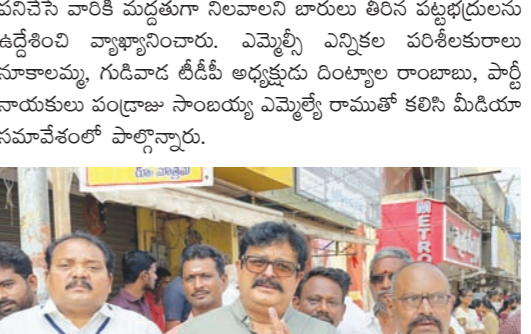 పనిచేసే వారికి మద్దతుగా నిలవాలని బారులు తీరిన పట్టభద్రులను
ఉద్దేశించి వ్యాఖ్యానించారు. ఎమ్మెల్సీ ఎన్నికల పరిశీలకురాలు
నూకాలమ్మ, గుడివాడ టీడీపీ అధ్యక్షుడు దింట్యాల రాంబాబు, పార్టీ
నాయకులు పండ్రాజు సాంబయ్య ఎమ్మెల్యే రాముతో కలిసి మీడియా
సమావేశంలో పాల్గొన్నారు.
METRO